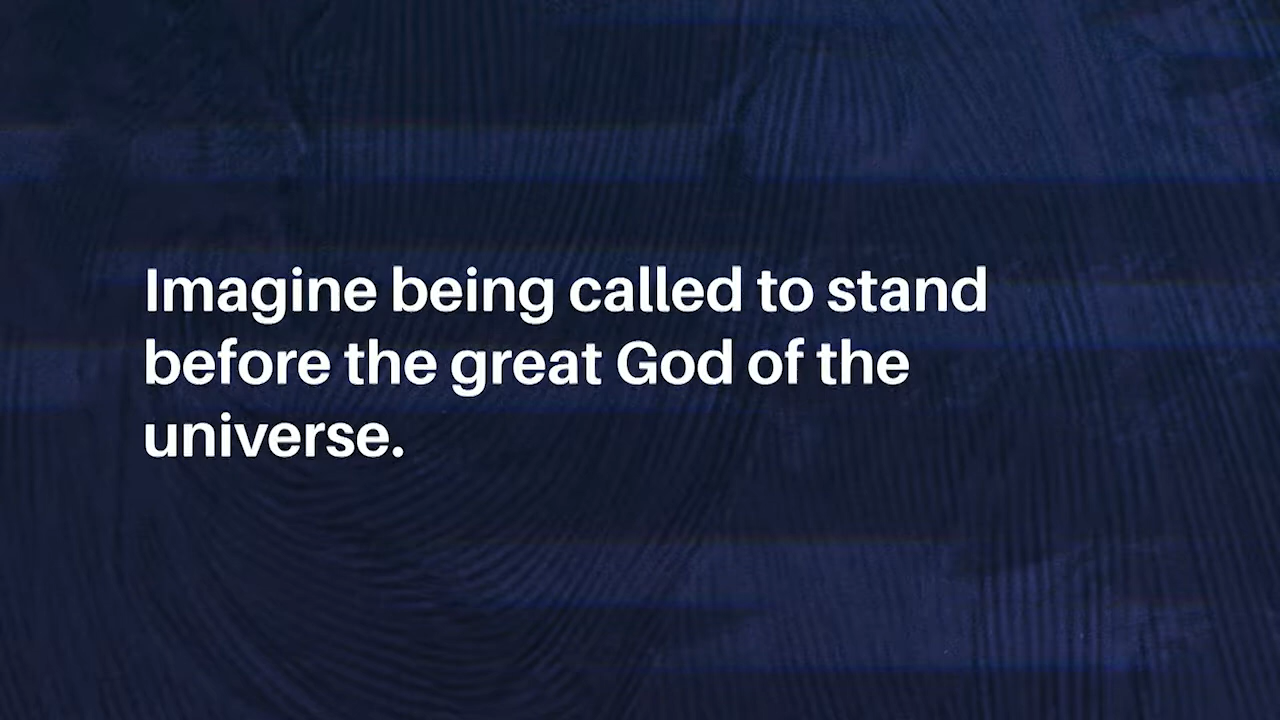 Imagine being called to stand
before the great God of the
universe.